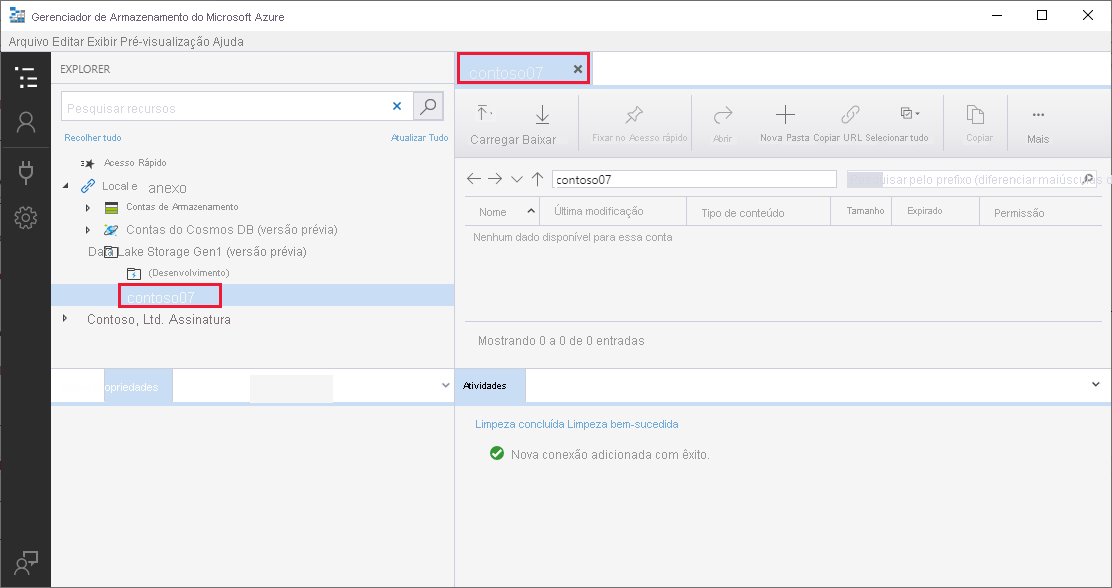 Gerenciador de Armazenamento do Microsoft Azure
Arquivo Editar Exibir Pré-visualização Ajuda
EXPLORER
Pesquisar recursos
Recolher tudo
Atualizar Tudo
Acesso Rápido
Local e anexo
Contas de Armazenamento
Contas do Cosmos DB (versão prévia)
Lake Storage Gen1 (versão prévia)
(Desenvolvimento)
contoso07
Contoso, Ltd. Assinatura
opriedades
contoso07
Carregar Baixar
Fixar no Acesso rápido
Abrir
Nova Pasta Copiar URL Selecionar tudo
Copiar
Mais
contoso07
isar pelo prefixo (diferenciar maiúsculas
Nome
Última modificação
Tipo de conteúdo
Tamanho
Expirado
Permissão
Nenhum dado disponível para essa conta
Mostrando 0 a 0 de 0 entradas
Atividades
Limpeza concluída Limpeza bem-sucedida
Nova conexão adicionada com êxito.